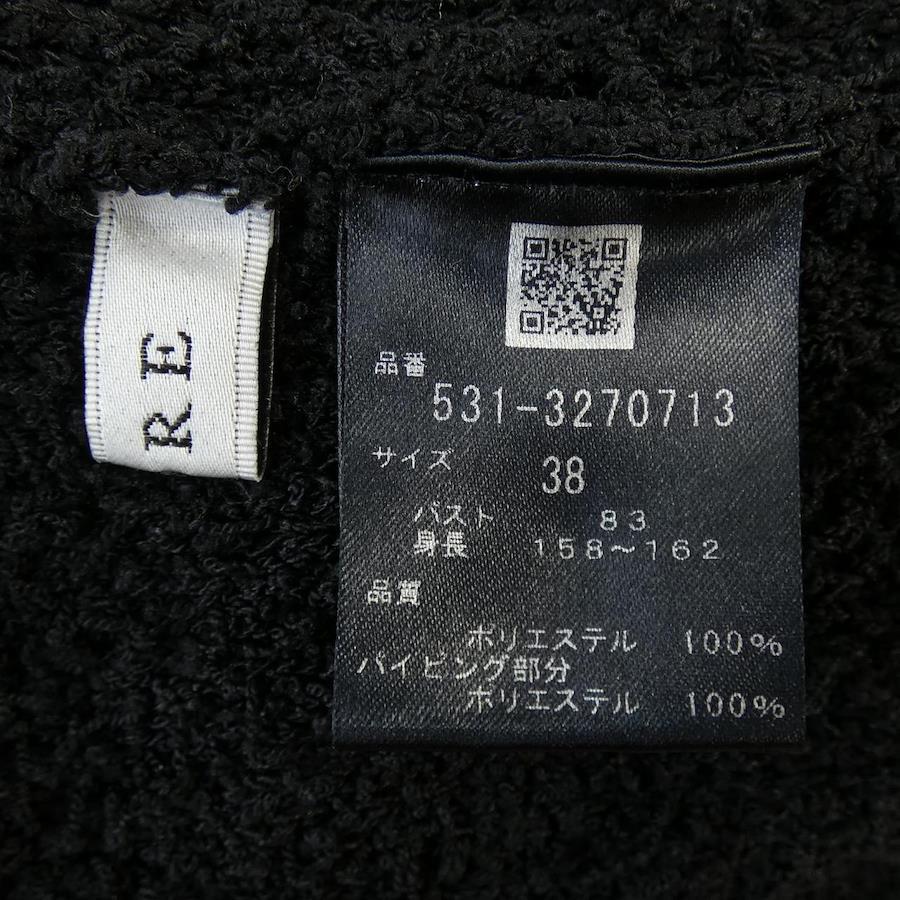 RE
品番
531-3270713
サイズ
38
バスト 83
身長 158~162
品質
ポリエステル 100%
パイピング部分
ポリエステル 100%